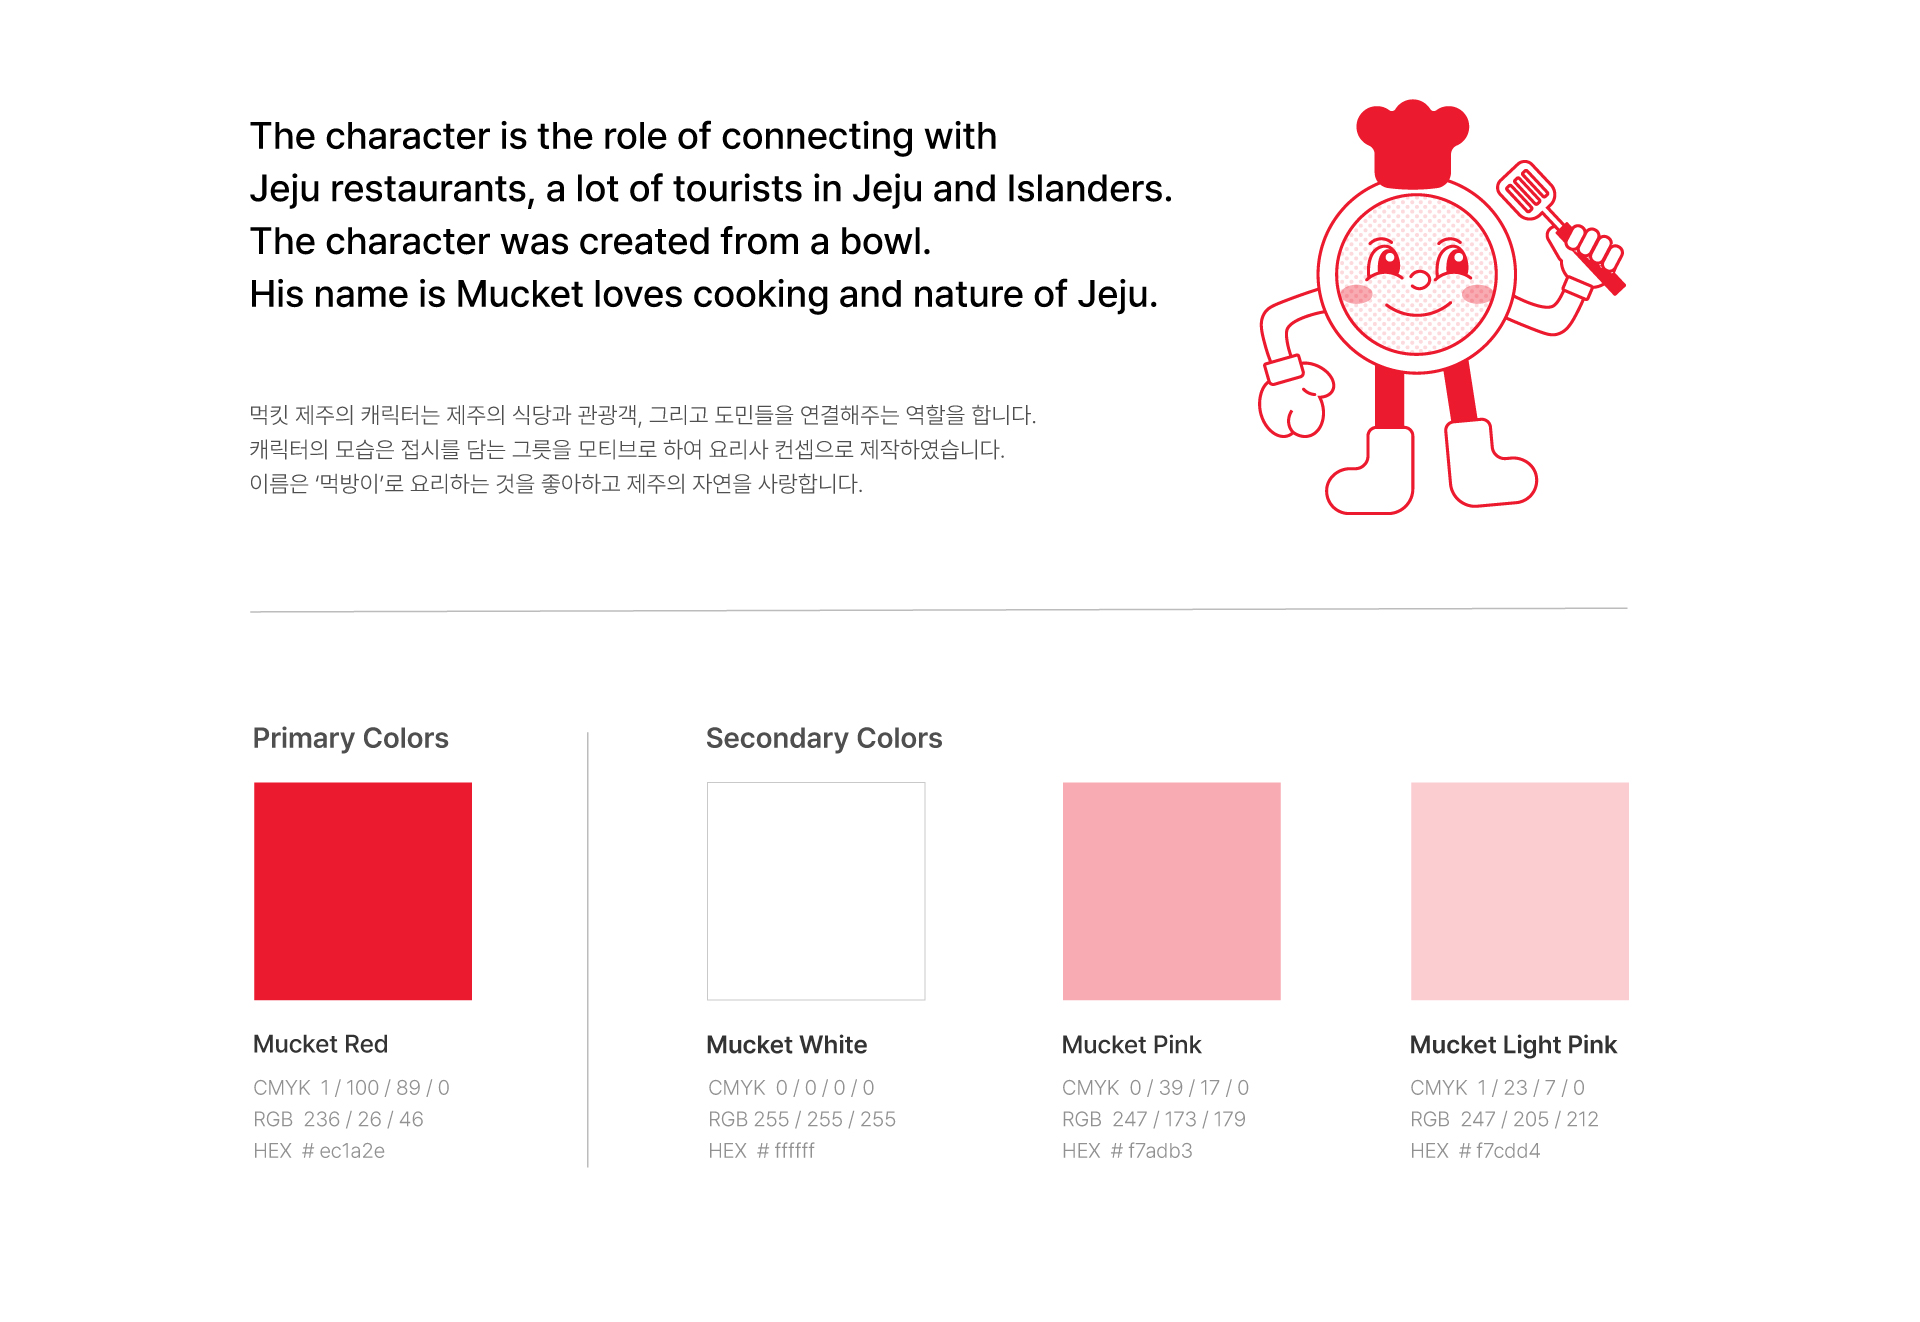 The character is the role of connecting with
Jeju restaurants, a lot of tourists in Jeju and Islanders.
The character was created from a bowl.
His name is Mucket loves cooking and nature of Jeju.
먹킷 제주의 캐릭터는 제주의 식당과 관광객, 그리고 도민들을 연결해주는 역할을 합니다.
캐릭터의 모습은 접시를 담는 그릇을 모티브로 하여 요리사 컨셉으로 제작하였습니다.
이름은 ‘먹방이’로 요리하는 것을 좋아하고 제주의 자연을 사랑합니다.
Primary Colors
Mucket Red
CMYK 1 / 100 / 89 / 0
RGB 236 / 26 / 46
HEX # ec1a2e
Secondary Colors
Mucket White
CMYK 0 / 0 / 0 / 0
RGB 255 / 255 / 255
HEX # ffffff
Mucket Pink
CMYK 0 / 39 / 17 / 0
RGB 247 / 173 / 179
HEX # f7adb3
Mucket Light Pink
CMYK 1 / 23 / 7 / 0
RGB 247 / 205 / 212
HEX # f7cdd4